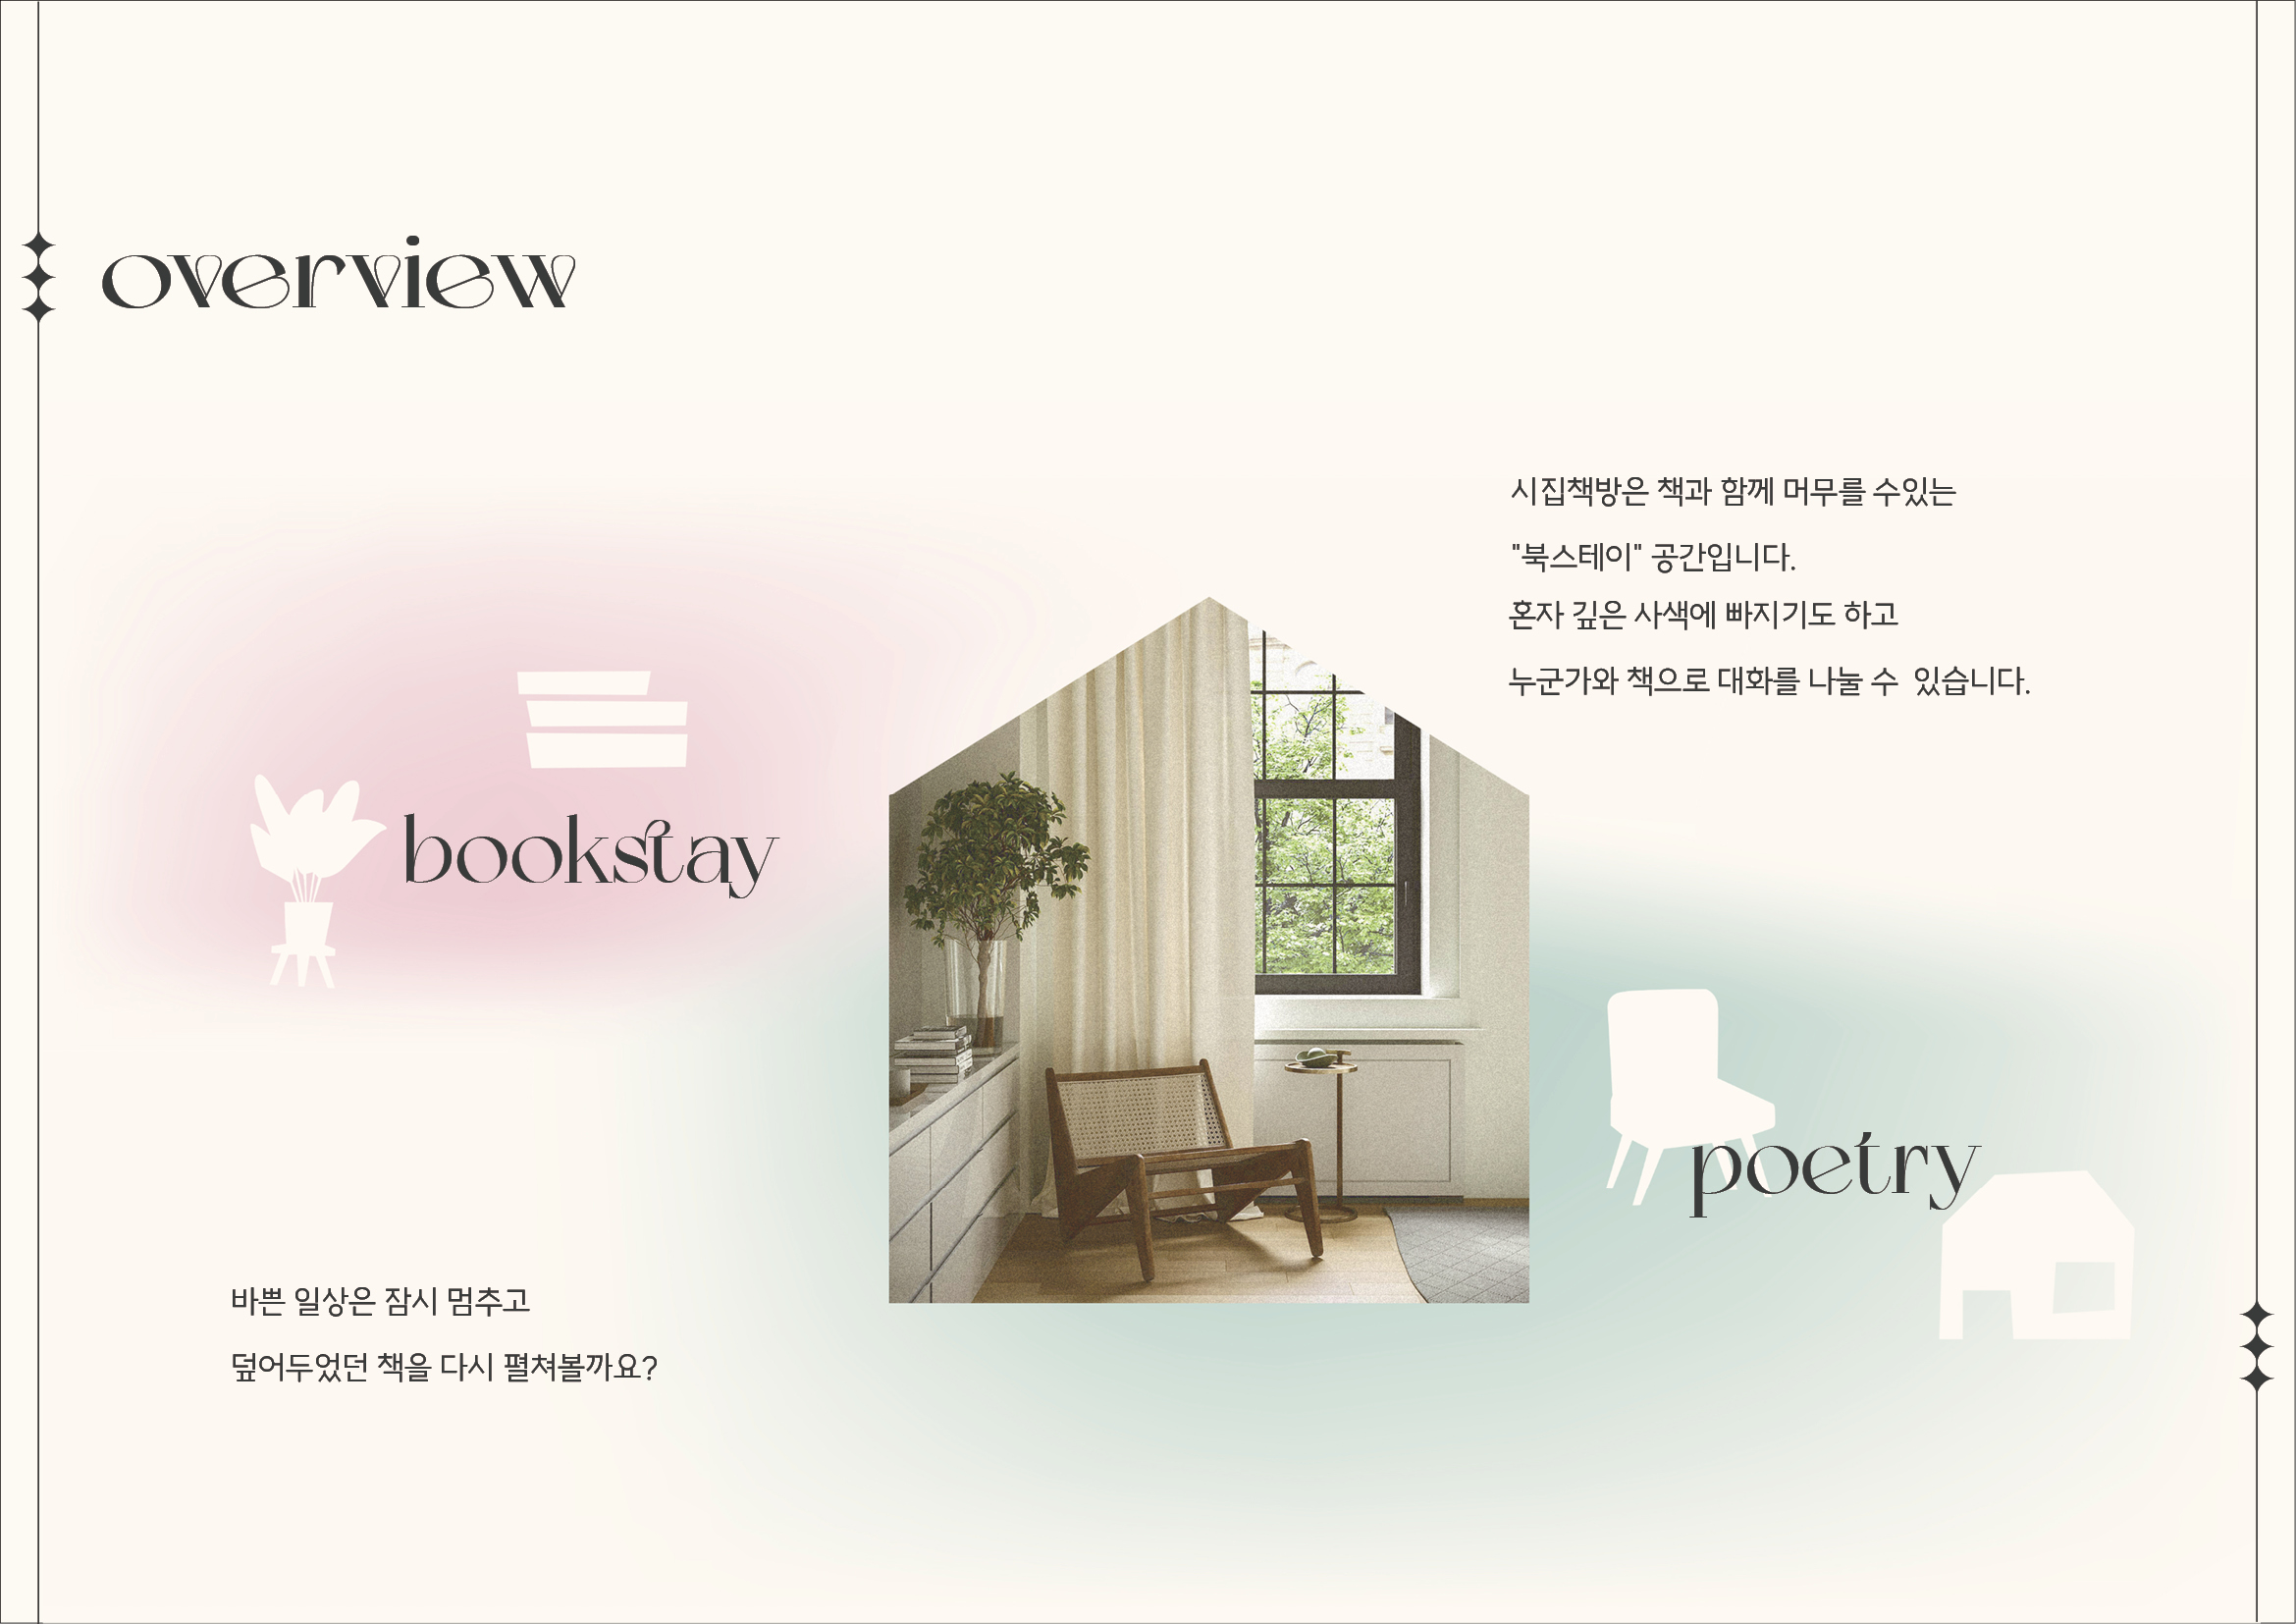 overview
시집책방은 책과 함께 머무를 수있는
"북스테이" 공간입니다.
혼자 깊은 사색에 빠지기도 하고
누군가와 책으로 대화를 나눌 수 있습니다.
bookstay
poetry
바쁜 일상은 잠시 멈추고
덮어두었던 책을 다시 펼쳐볼까요?